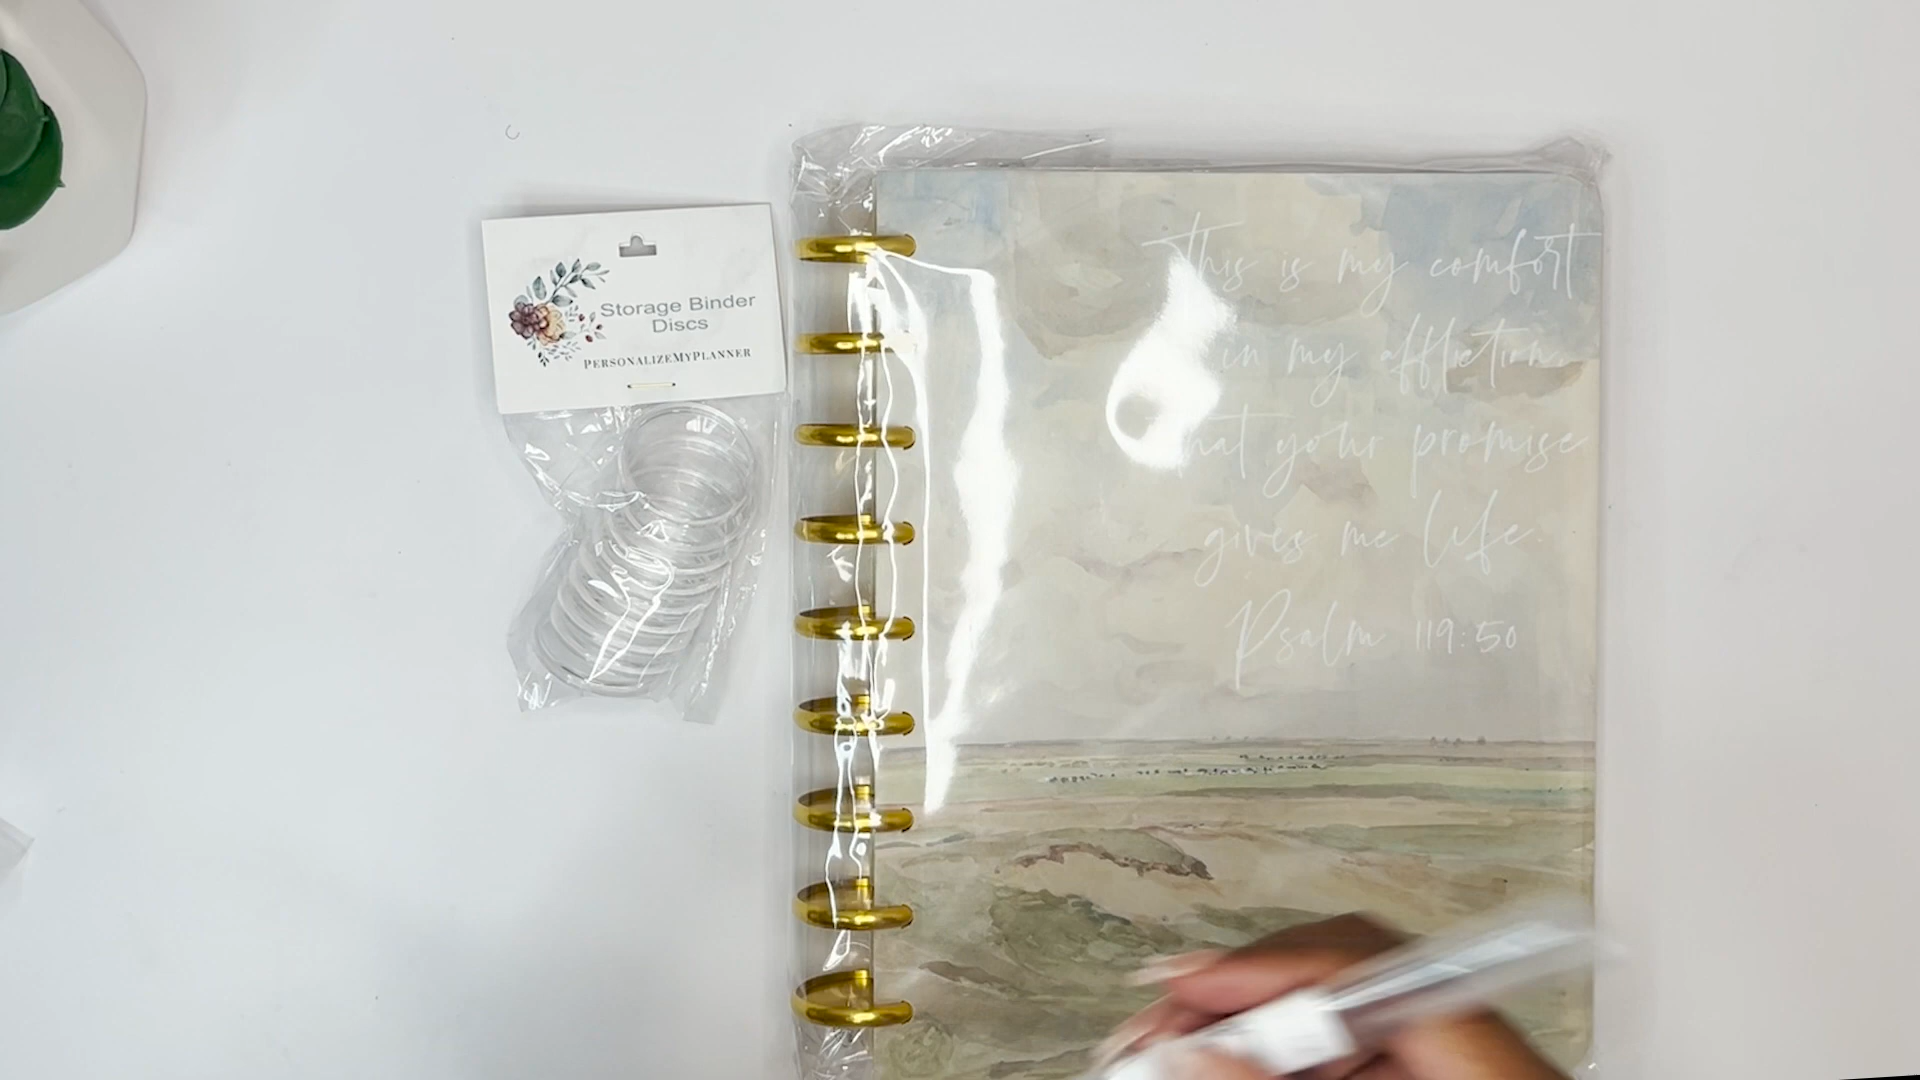 Storage Binder
Discs
PERSONALIZEMYPLANNER
This is my comfort
in my affliction,
that your promise
gives me life.
Psalm 119:50